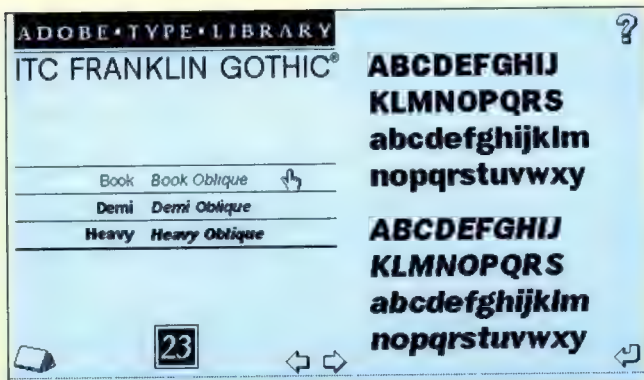 ADOBE•TYPE•LIBRARY
ITC FRANKLIN GOTHIC®
Book Book Oblique
Demi Demi Oblique
Heavy Heavy Oblique
23
ABCDEFGHIJ
KLMNOPQRS
abcdefghijklm
nopqrstuvwxy
ABCDEFGHIJ
KLMNOPQRS
abcdefghijklm
nopqrstuvwxy
?